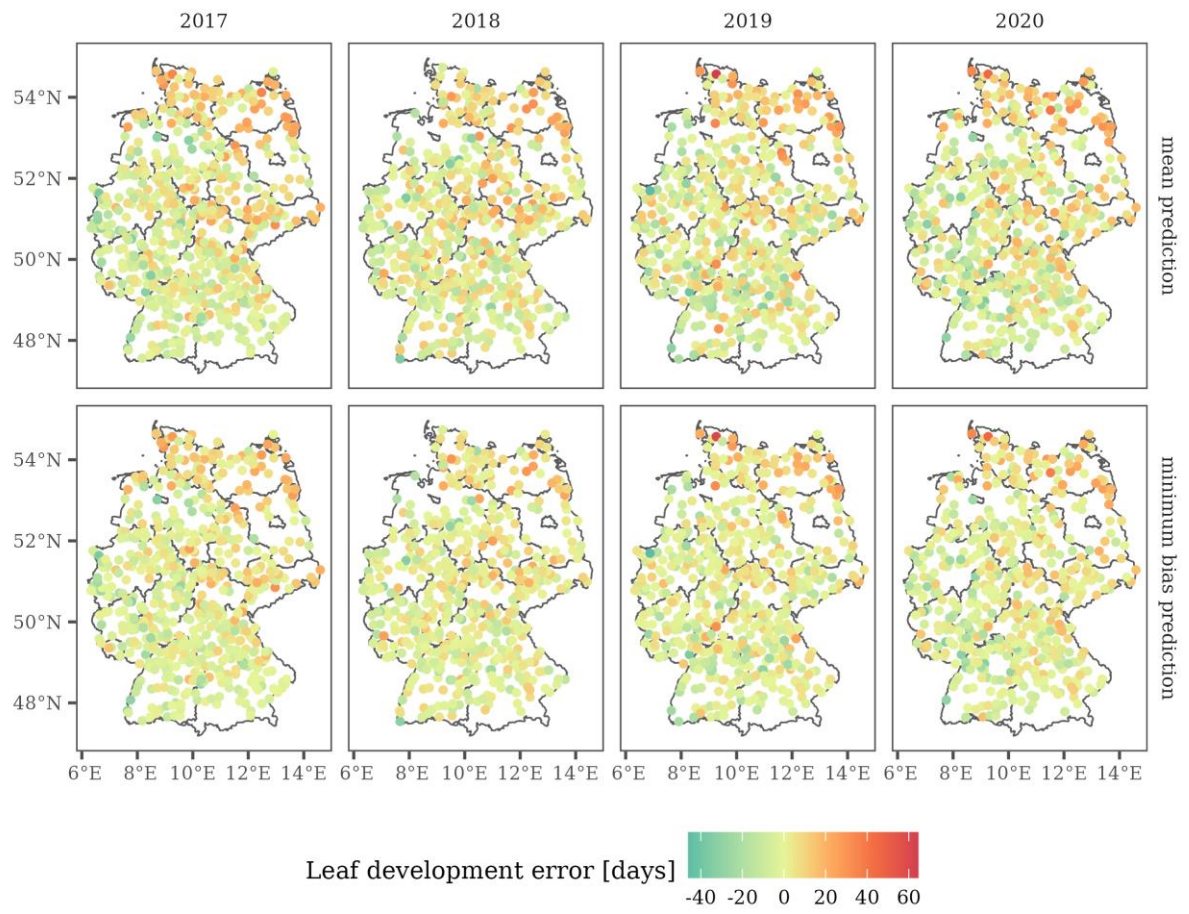 2017 2018 2019 2020
54°N
52°N
50°N
48°N
mean prediction
54°N
52°N
50°N
48°N
minimum bias prediction
6°E 8°E 10°E 12°E 14°E 6°E 8°E 10°E 12°E 14°E 6°E 8°E 10°E 12°E 14°E 6°E 8°E 10°E 12°E 14°E
Leaf development error [days]
-40 -20 0 20 40 60